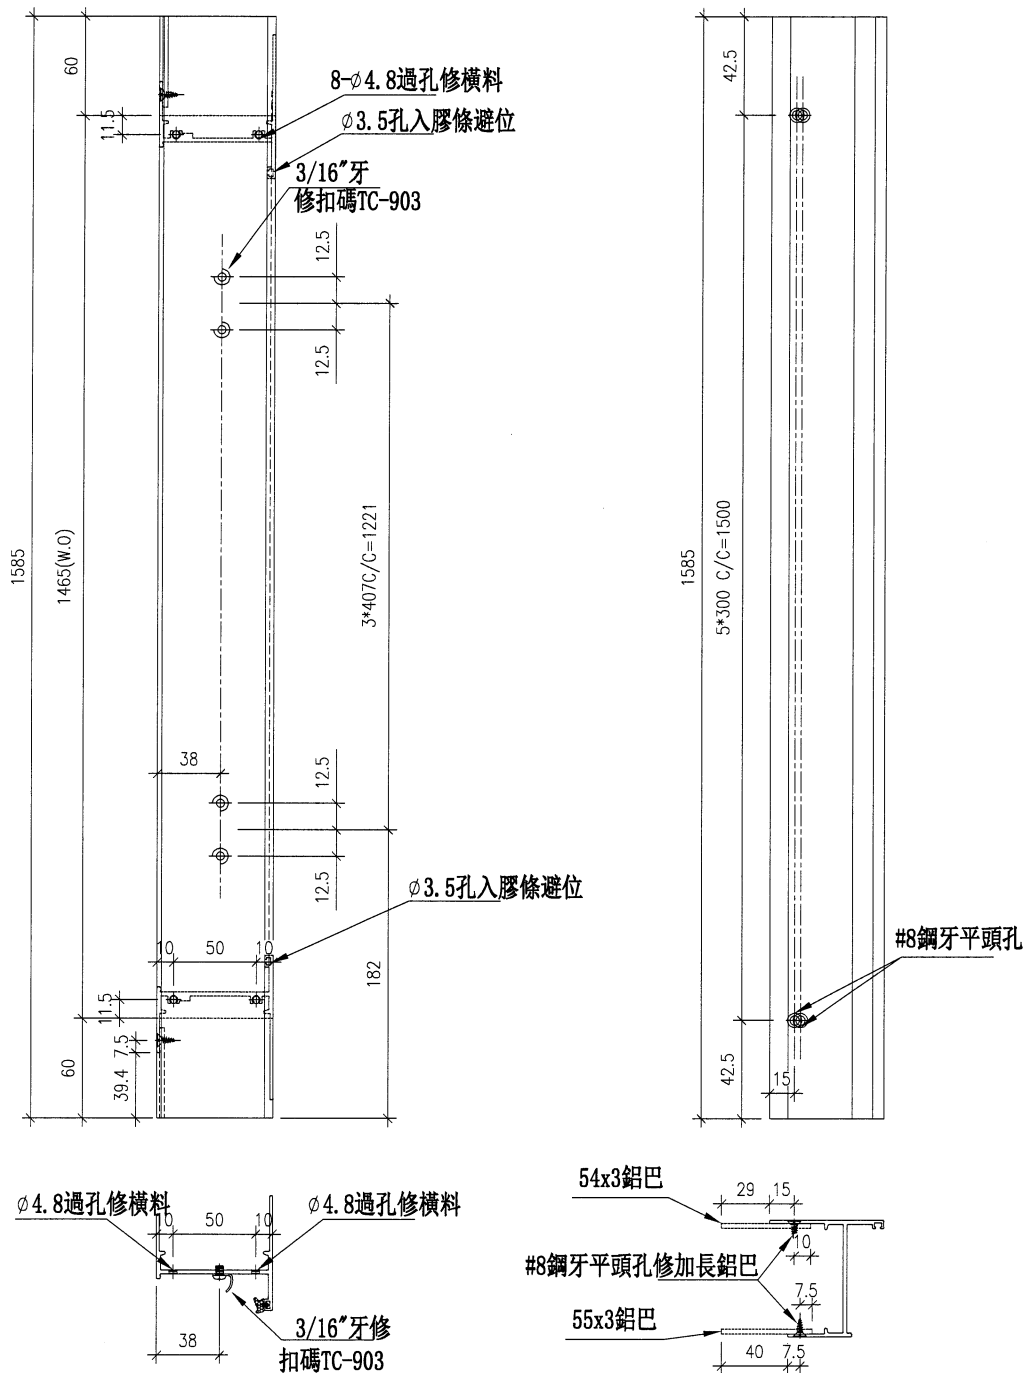 60
11.5
8-∅4.8過孔修橫料
∅3.5孔入膠條避位
3/16"牙
修扣碼TC-903
12.5
12.5
1585
1465(W.O)
3*407C/C=1221
38
12.5
12.5
∅3.5孔入膠條避位
10
50
10
182
11.5
7.5
39.4
60
42.5
1585
5*300 C/C=1500
#8鋼牙平頭孔
42.5
15
∅4.8過孔修橫料
∅4.8過孔修橫料
10
50
10
38
3/16"牙修
扣碼TC-903
54x3鋁巴
29
15
10
#8鋼牙平頭孔修加長鋁巴
7.5
55x3鋁巴
40
7.5